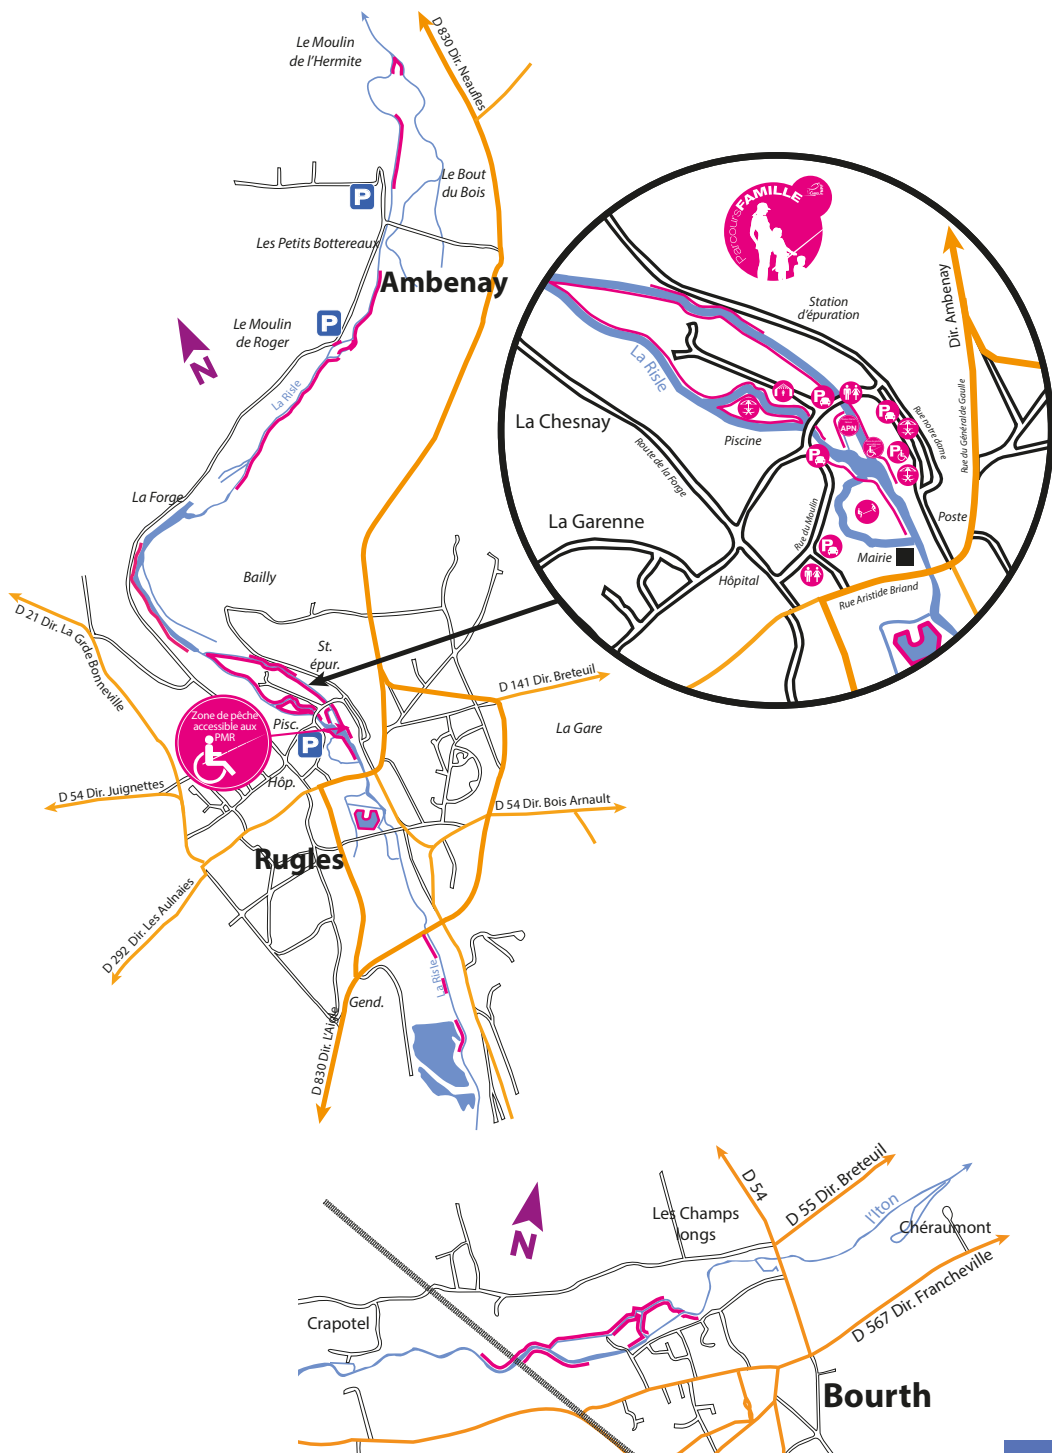 Le Moulin
de l'Hermite
D 830 Dir. Neaufles
Le Bout
du Bois
P
Les Petits Bottereaux
Ambenay
Le Moulin
de Roger
P
N
La Risle
La Forge
Bailly
D 21 Dir. La Grde Bonneville
St.
épur.
D 141 Dir. Breteuil
La Gare
Zone de pêche
accessible aux
PMR
Pisc.
P
Hôp.
D 54 Dir. Juignettes
D 54 Dir. Bois Arnault
Rugles
D 292 Dir. Les Aulnaies
La Risle
Gend.
D 830 Dir. L'Aigle
ParcoursFAMILLE
Station
d'épuration
Dir. Ambenay
La Risle
La Chesnay
Piscine
Route de la Forge
P
P
APN
P
P
Rue notre dame
Rue du Général de Gaulle
La Garenne
Rue du Moulin
P
Poste
Mairie
Hôpital
Rue Aristide Briand
N
D 54
D 55 Dir. Breteuil
Les Champs
longs
l'Iton
Chéraumont
D 567 Dir. Francheville
Crapotel
Bourth